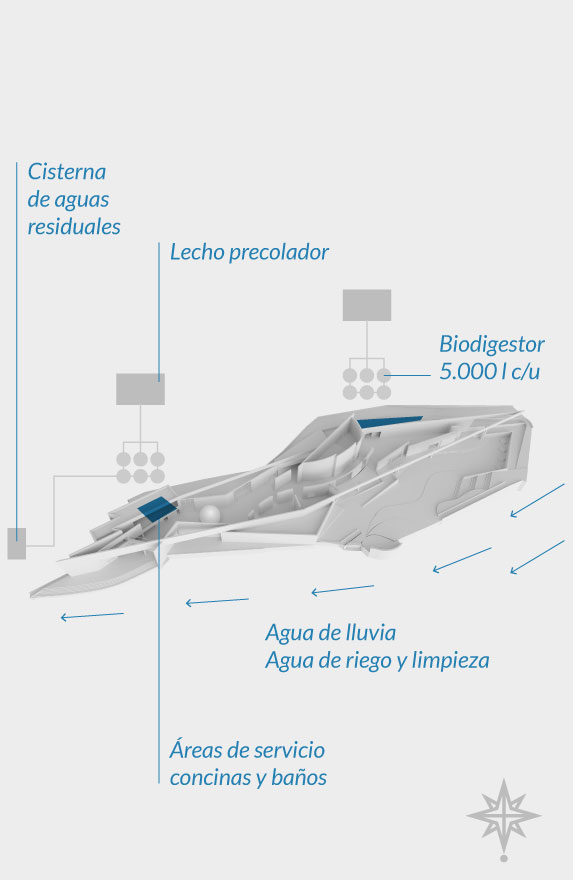 Cisterna
de aguas
residuales
Lecho precolador
Biodigestor
5.000 l c/u
Agua de lluvia
Agua de riego y limpieza
Áreas de servicio
concinas y baños